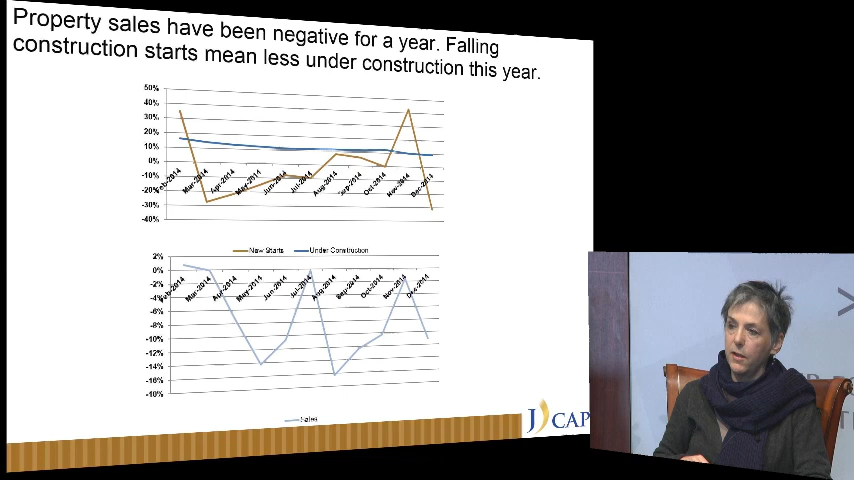 Property sales have been negative for a year. Falling
construction starts mean less under construction this year.
50%
40%
30%
20%
10%
0%
-10%
-20%
-30%
-40%
Feb-2014
Mar-2014
Apr-2014
May-2014
Jun-2014
Jul-2014
Aug-2014
Sep-2014
Oct-2014
Nov-2014
Dec-2014
New Starts
Under Construction
2%
0%
-2%
-4%
-6%
-8%
-10%
-12%
-14%
-16%
-18%
Feb-2014
Mar-2014
Apr-2014
May-2014
Jun-2014
Jul-2014
Aug-2014
Sep-2014
Oct-2014
Nov-2014
Dec-2014
Sales
J CAP